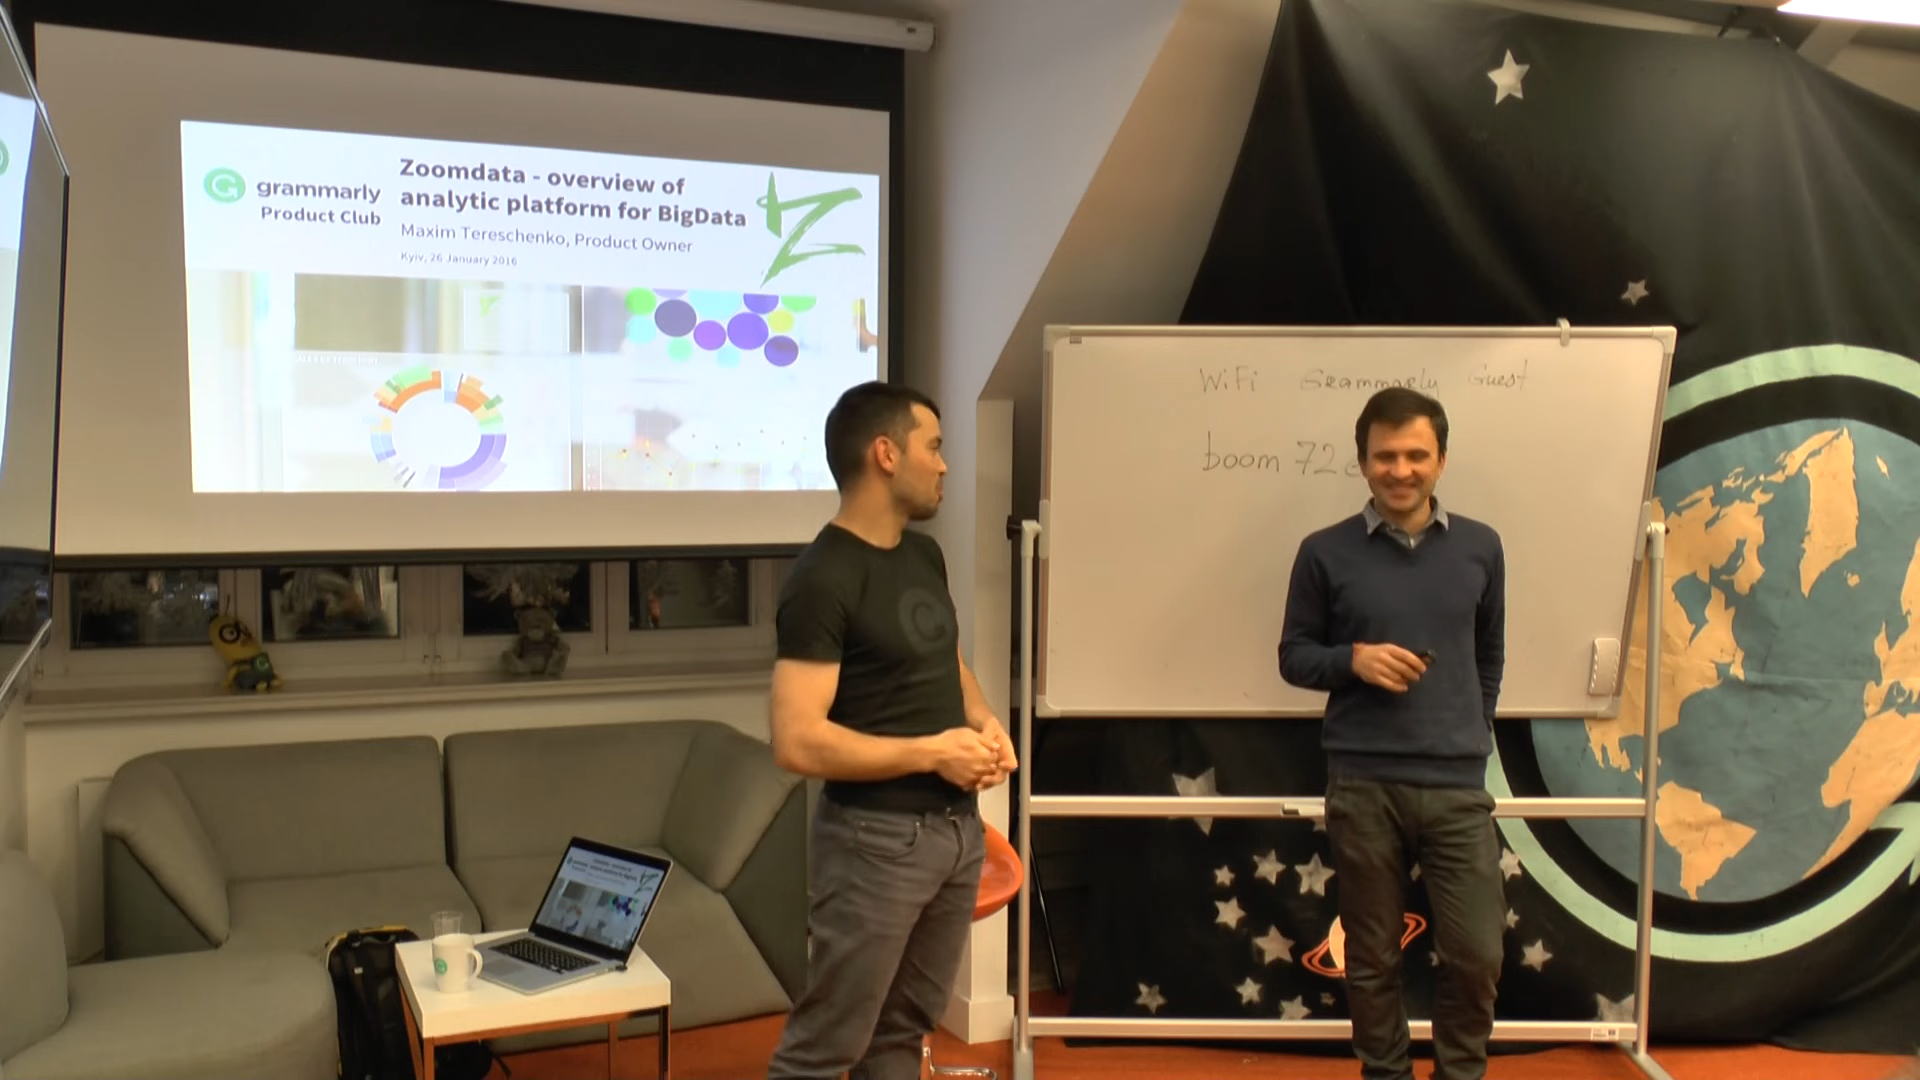 Zoomdata - overview of
analytic platform for BigData
grammarly
Product Club
Maxim Tereschenko, Product Owner
Kyiv, 26 January 2016
WiFi Grammarly Guest
boom 72